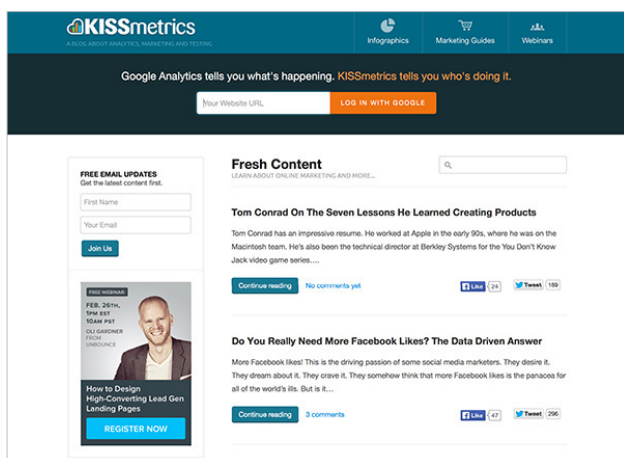 KISSmetrics
A BLOG ABOUT ANALYTICS, MARKETING AND TESTING
Infographics
Marketing Guides
Webinars
Google Analytics tells you what's happening. KISSmetrics tells you who's doing it.
Your Website URL
LOG IN WITH GOOGLE
FREE EMAIL UPDATES
Get the latest content first.
First Name
Your Email
Join Us
FREE WEBINAR
FEB. 26TH,
1PM EST
10AM PST
OLI GARDNER
FROM
UNBOUNCE
How to Design
High-Converting Lead Gen
Landing Pages
REGISTER NOW
Fresh Content
LEARN ABOUT ONLINE MARKETING AND MORE...
Tom Conrad On The Seven Lessons He Learned Creating Products
Tom Conrad has an impressive resume. He worked at Apple in the early 90s, where he was on the
Macintosh team. He's also been the technical director at Berkley Systems for the You Don't Know
Jack video game series....
Continue reading No comments yet Like 24 Tweet 189
Do You Really Need More Facebook Likes? The Data Driven Answer
More Facebook likes! This is the driving passion of some social media marketers. They desire it.
They dream about it. They crave it. They somehow think that more Facebook likes is the panacea for
all of the world's ills. But is it...
Continue reading 3 comments Like 47 Tweet 296